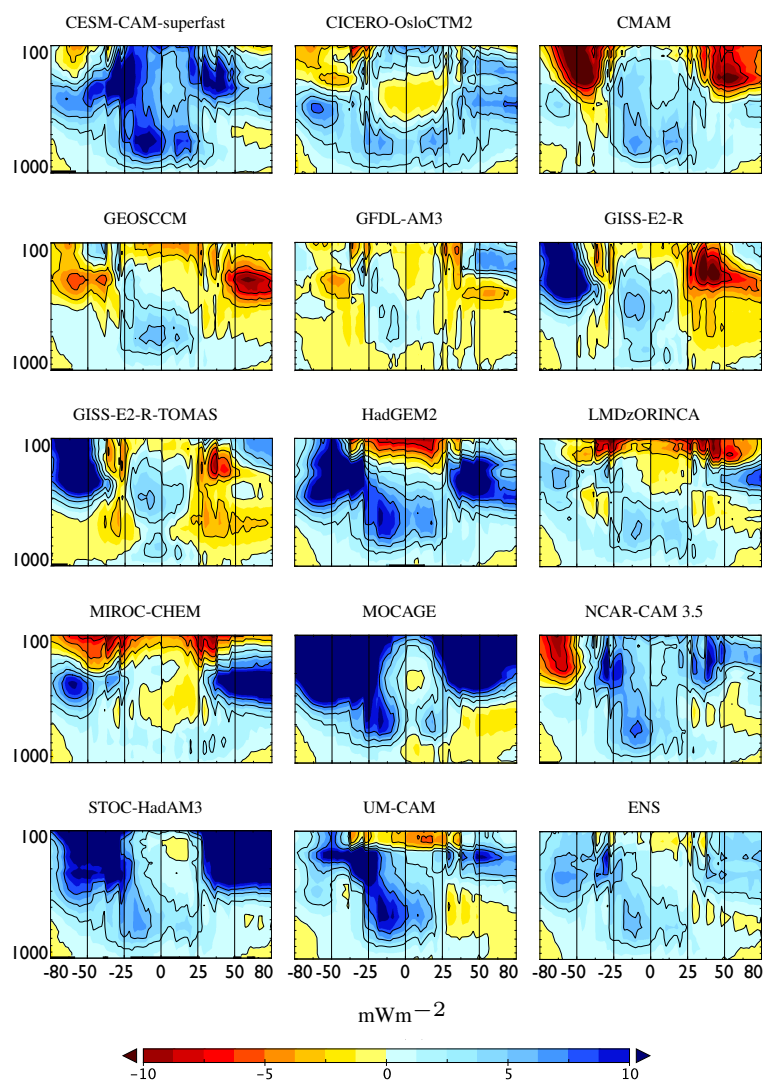 CESM-CAM-superfast CICERO-OsloCTM2 CMAM
100
1000
GEOSCCM GFDL-AM3 GISS-E2-R
100
1000
GISS-E2-R-TOMAS HadGEM2 LMDzORINCA
100
1000
MIROC-CHEM MOCAGE NCAR-CAM 3.5
100
1000
STOC-HadAM3 UM-CAM ENS
100
1000
-80 -50 -25 0 25 50 80 -80 -50 -25 0 25 50 80 -80 -50 -25 0 25 50 80
mWm−2
-10 -5 0 5 10